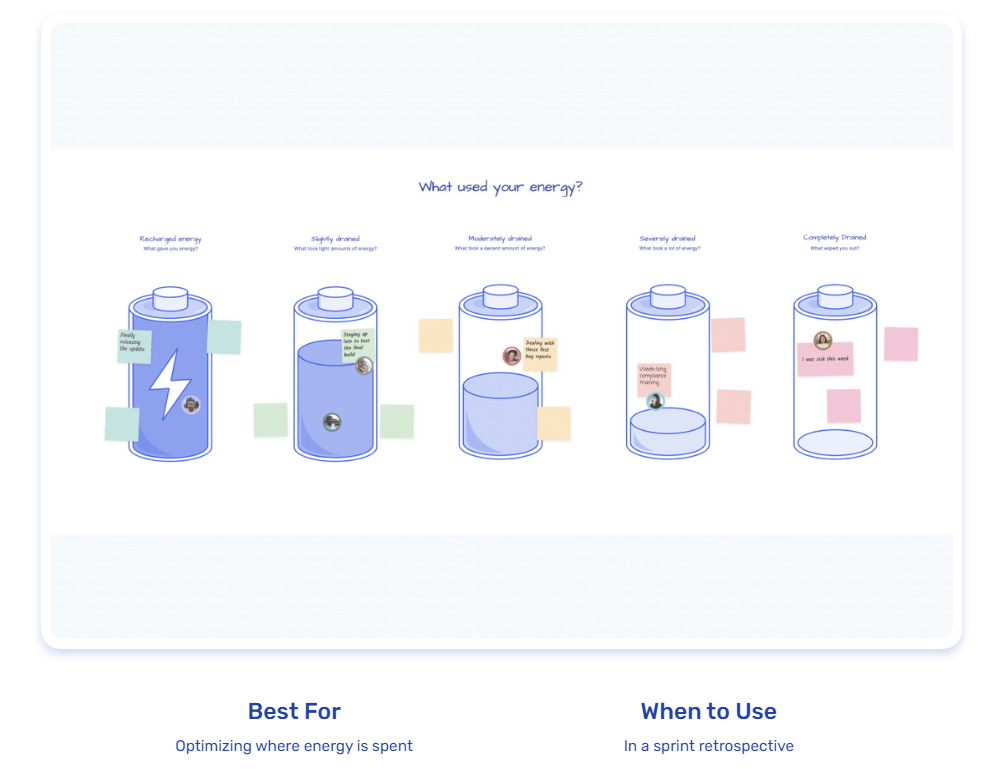 What used your energy?
Recharged energy
What gave you energy?
Slightly drained
What took light amounts of energy?
Moderately drained
What took a decent amount of energy?
Severely drained
What took a lot of energy?
Completely Drained
What wiped you out?
Finally
releasing
the update
Staying up
late to test
the final
build
Dealing with
those first
bug reports
Week-long
compliance
training
I was sick this week
Best For
Optimizing where energy is spent
When to Use
In a sprint retrospective